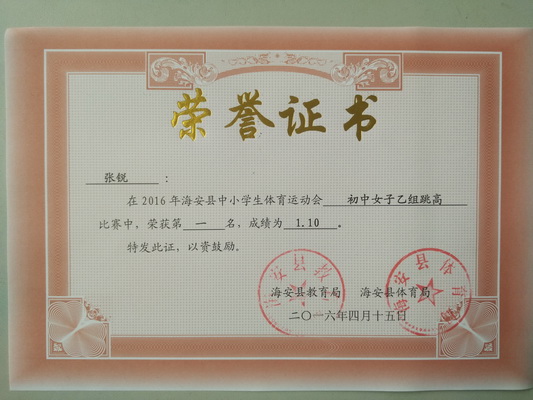 荣誉证书
张锐：
在2016年海安县中小学生体育运动会 初中女子乙组跳高
比赛中，荣获第 一 名，成绩为 1.10 。
特发此证，以资鼓励。
海安县教育局 海安县体育局
二〇一六年四月十五日